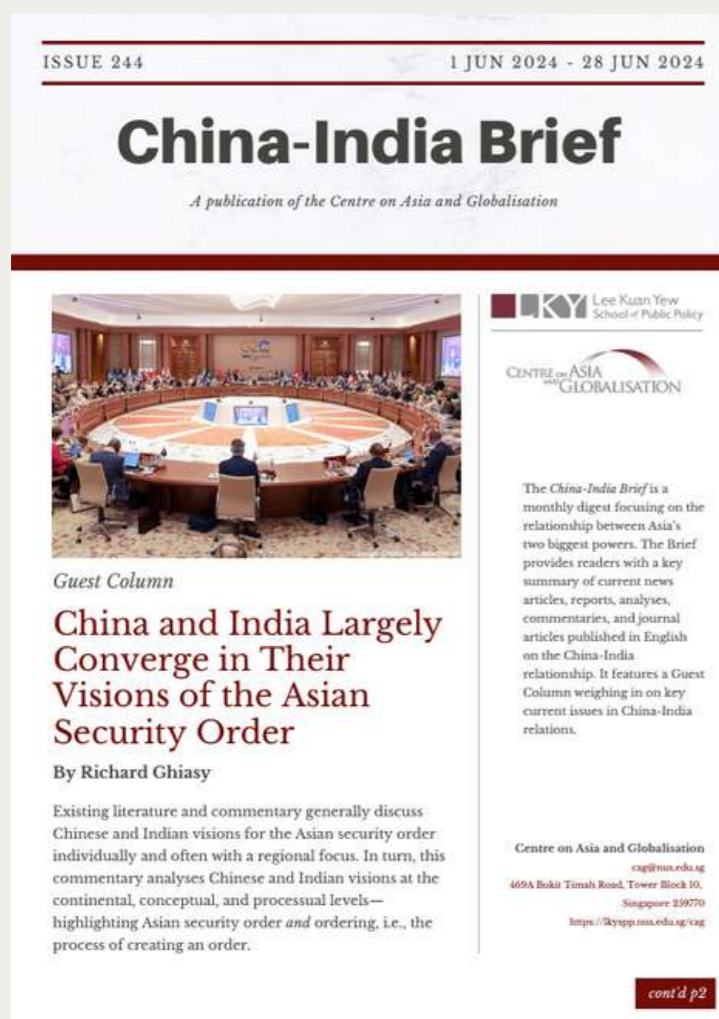 ISSUE 244
1 JUN 2024 - 28 JUN 2024
China-India Brief
A publication of the Centre on Asia and Globalisation
LKY Lee Kuan Yew
School of Public Policy
CENTRE on ASIA
AND GLOBALISATION
Guest Column
China and India Largely
Converge in Their
Visions of the Asian
Security Order
By Richard Ghiasy
Existing literature and commentary generally discuss
Chinese and Indian visions for the Asian security order
individually and often with a regional focus. In turn, this
commentary analyses Chinese and Indian visions at the
continental, conceptual, and processual levels—
highlighting Asian security order and ordering, i.e., the
process of creating an order.
The China-India Brief is a
monthly digest focusing on the
relationship between Asia's
two biggest powers. The Brief
provides readers with a key
summary of current news
articles, reports, analyses,
commentaries, and journal
articles published in English
on the China-India
relationship. It features a Guest
Column weighing in on key
current issues in China-India
relations.
Centre on Asia and Globalisation
cag@nus.edu.sg
469A Bukit Timah Road, Tower Block 10,
Singapore 259770
https://lkyspp.nus.edu.sg/cag
cont'd p2